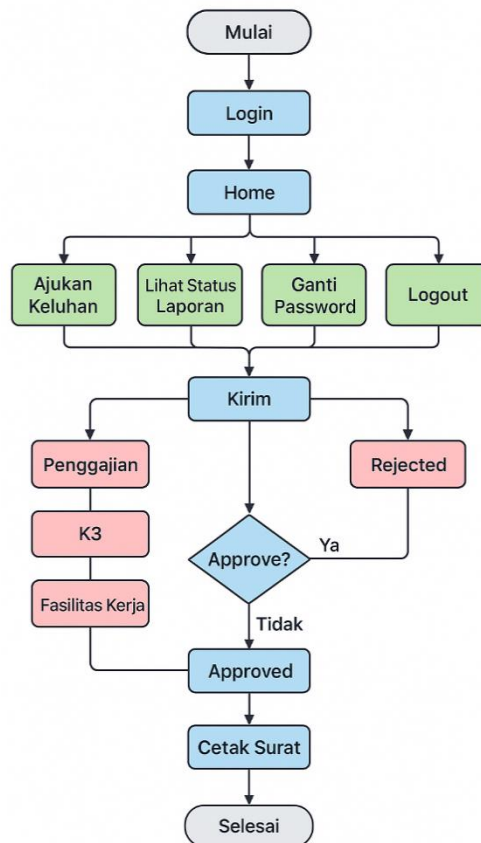 Mulai
Login
Home
Ajukan
Keluhan
Lihat Status
Laporan
Ganti
Password
Logout
Kirim
Penggajian
Rejected
K3
Approve?
Ya
Fasilitas Kerja
Tidak
Approved
Cetak Surat
Selesai